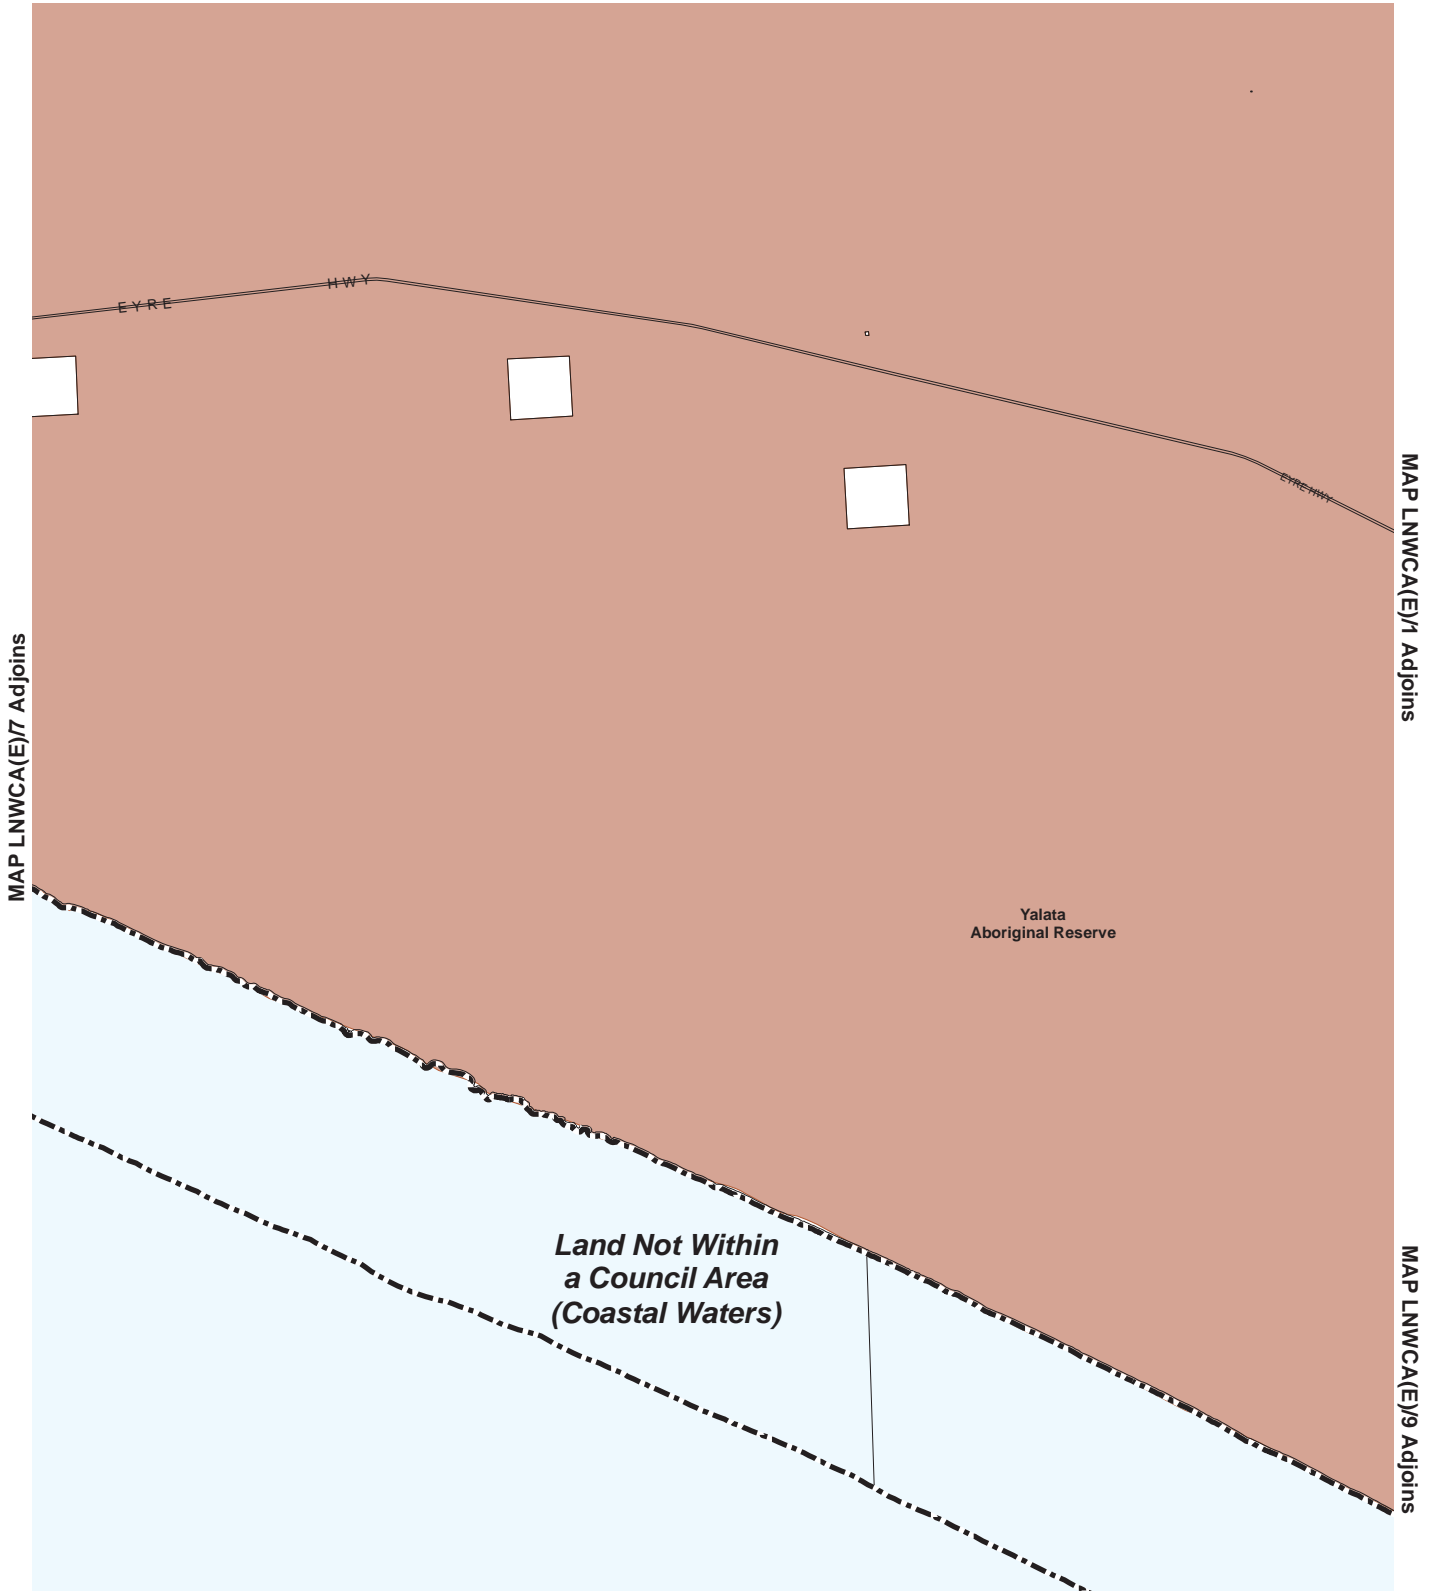 EYRE HWY
EYRE HWY
MAP LNWCA(E)/1 Adjoins
MAP LNWCA(E)/7 Adjoins
Yalata
Aboriginal Reserve
Land Not Within
a Council Area
(Coastal Waters)
MAP LNWCA(E)/9 Adjoins